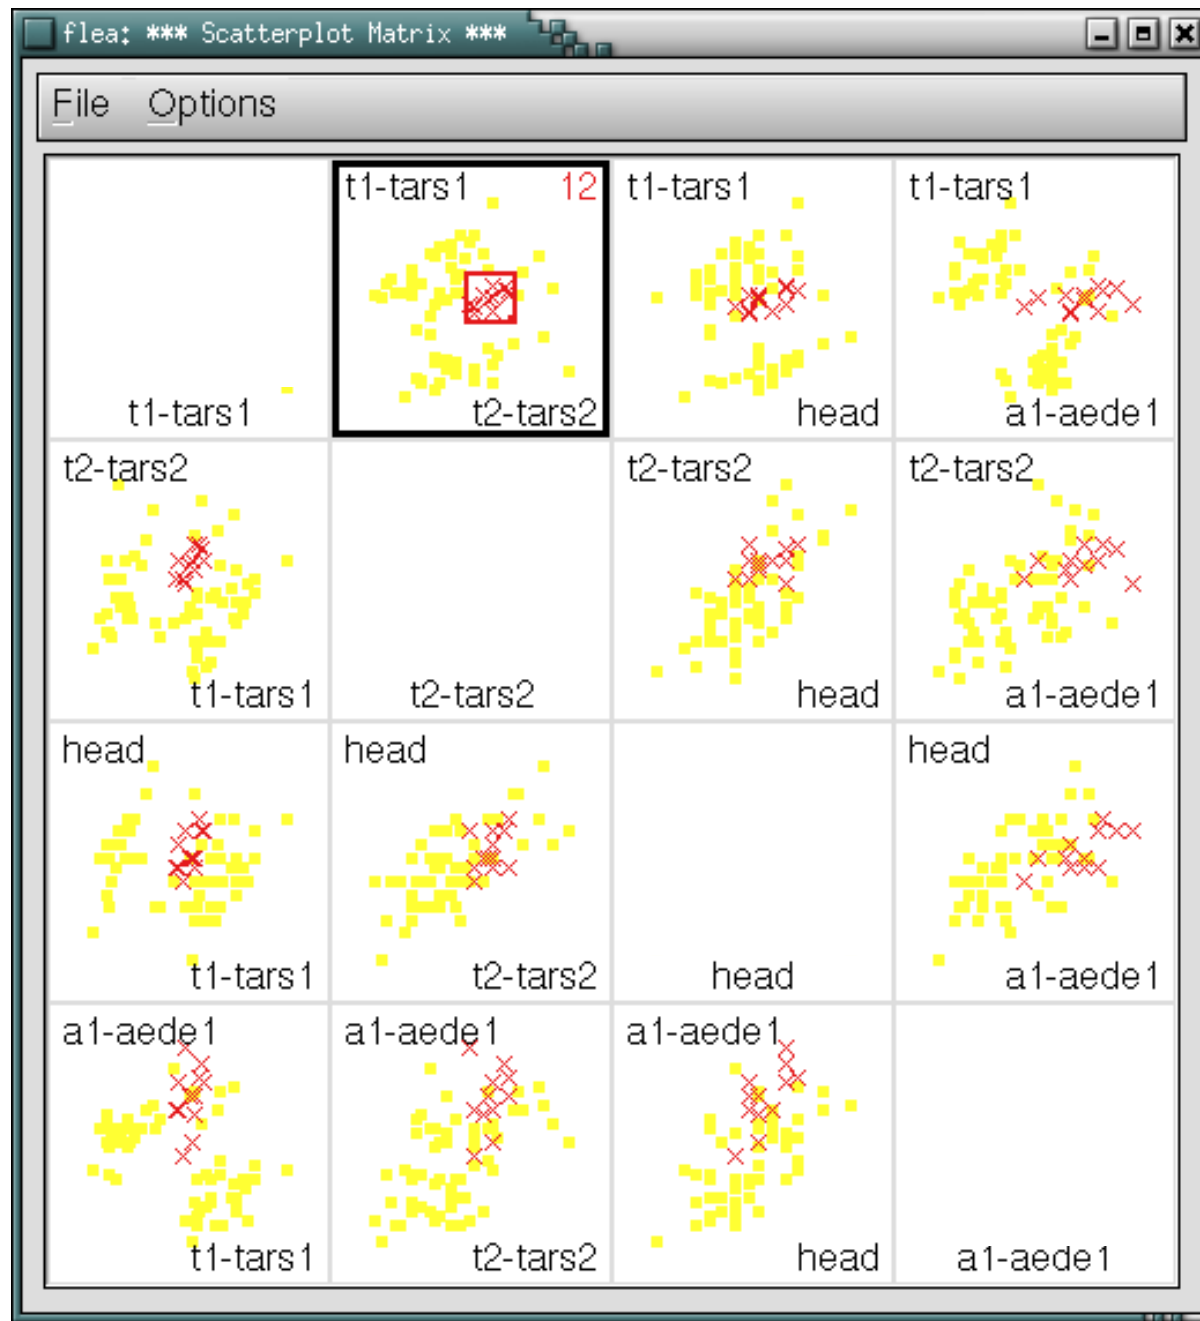 flea: *** Scatterplot Matrix ***
File Options
t1-tars1 12 t1-tars1 t1-tars1
t1-tars1 t2-tars2 head a1-aede1
t2-tars2 t2-tars2 t2-tars2
t1-tars1 t2-tars2 head a1-aede1
head head head
t1-tars1 t2-tars2 head a1-aede1
a1-aede1 a1-aede1 a1-aede1
t1-tars1 t2-tars2 head a1-aede1